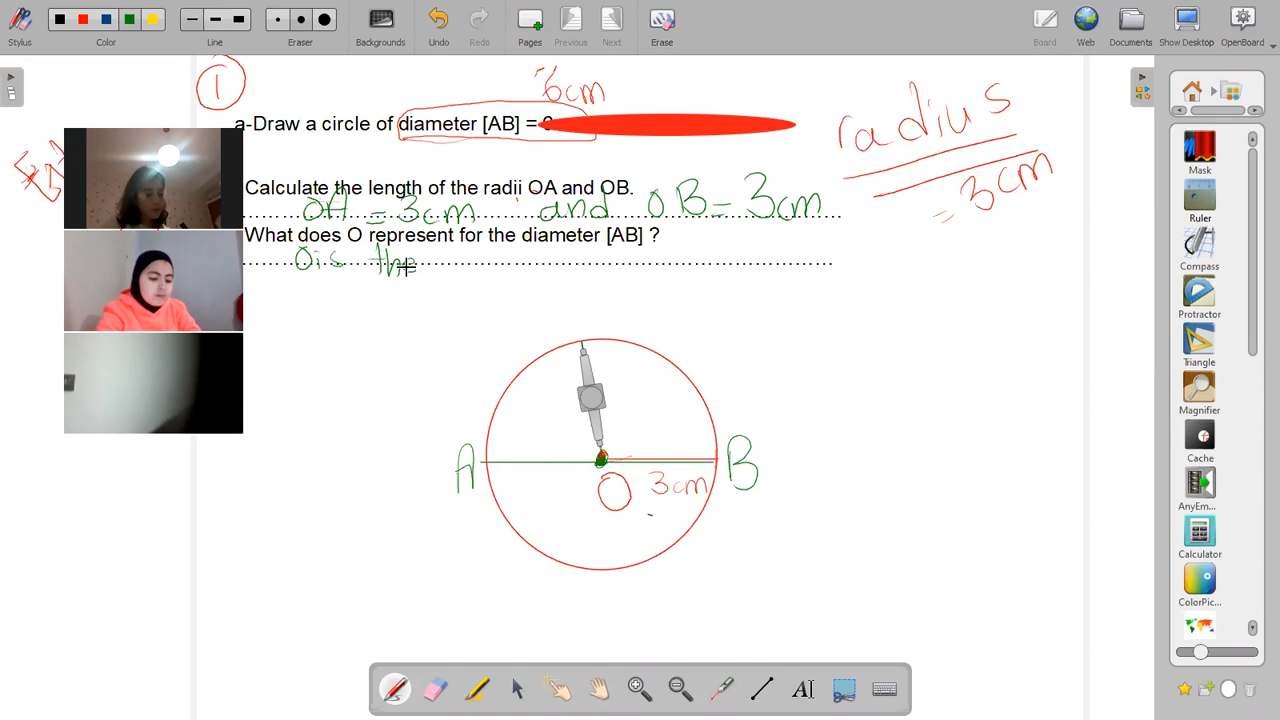 Stylus
Color
Line
Eraser
Backgrounds
Undo
Redo
Pages
Previous
Next
Erase
Board
Web
Documents
Show Desktop
OpenBoard
1
6cm
a-Draw a circle of diameter [AB] =
radius
= 3cm
Calculate the length of the radii OA and OB.
OA = 3cm and OB = 3cm
What does O represent for the diameter [AB] ?
O is the
A
B
O
3cm
Mask
Ruler
Compass
Protractor
Triangle
Magnifier
Cache
Annotated
Calculator
ColorPic...
AI